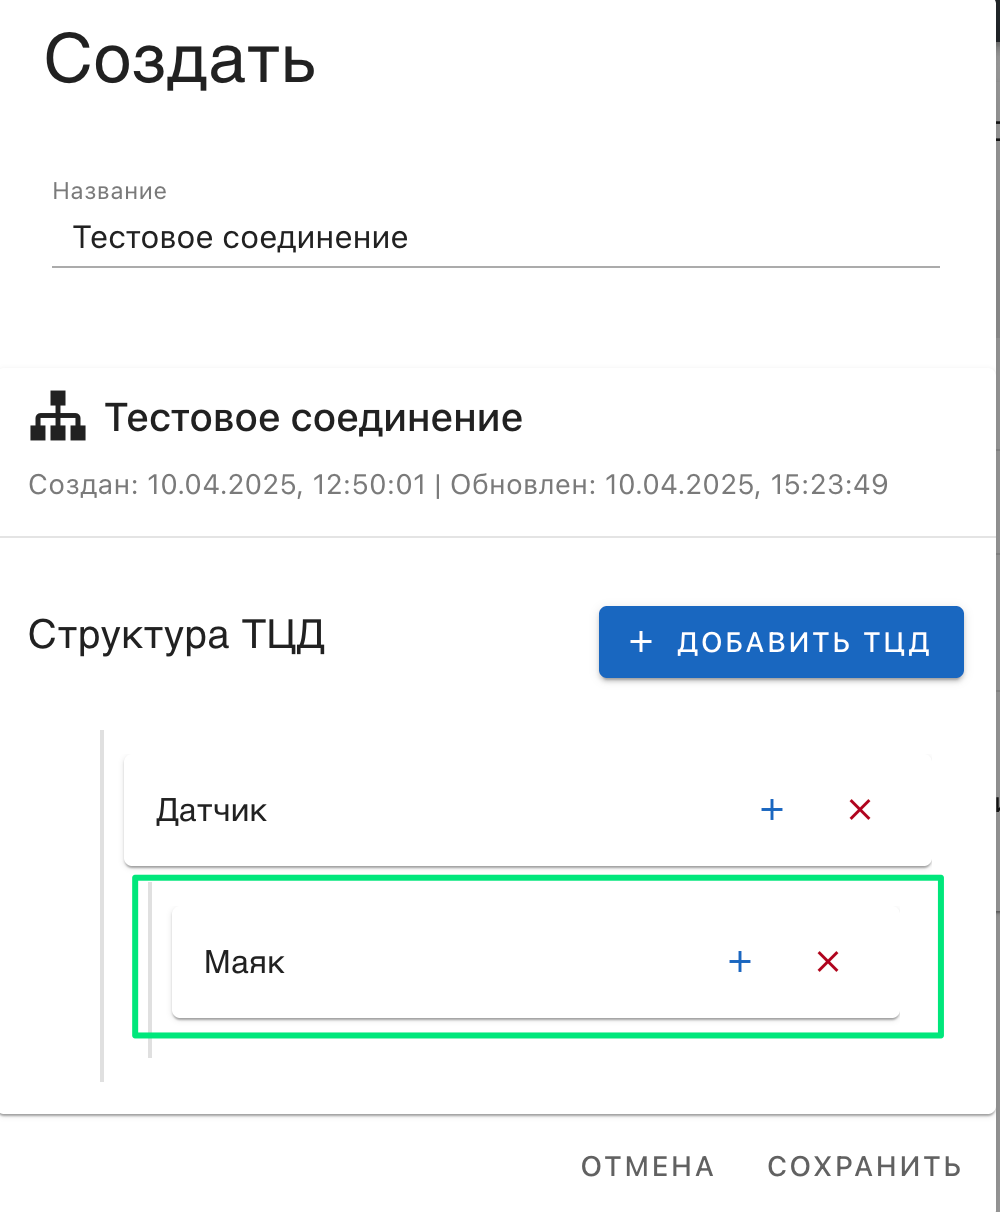 Создать
Название
Тестовое соединение
Тестовое соединение
Создан: 10.04.2025, 12:50:01 | Обновлен: 10.04.2025, 15:23:49
Структура ТЦД
+ ДОБАВИТЬ ТЦД
Датчик
Маяк
ОТМЕНА СОХРАНИТЬ